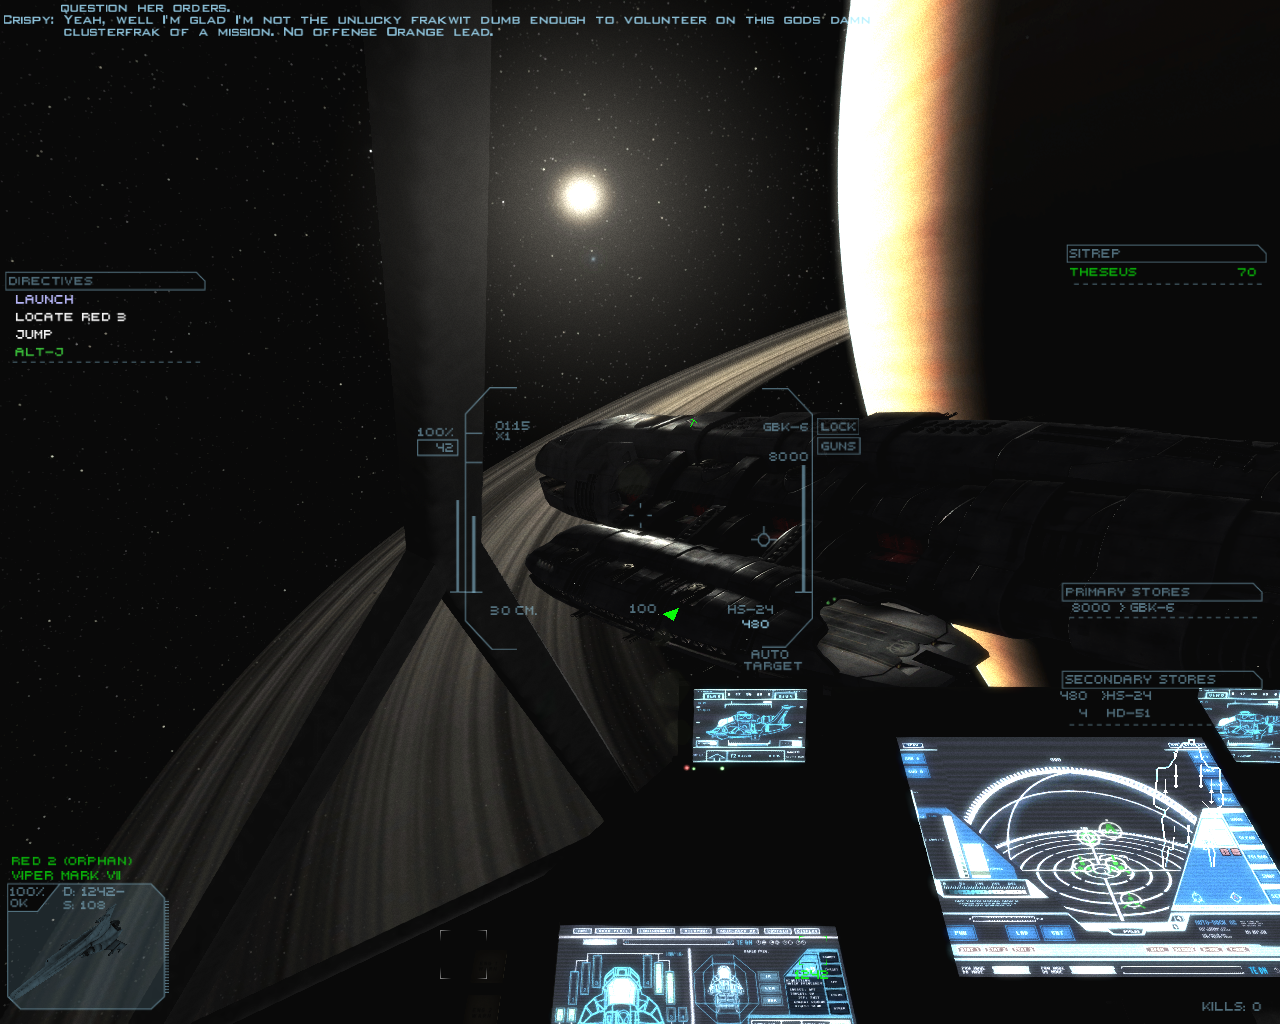 question her orders.
Crispy: Yeah, well I'm glad I'm not the unlucky frakwit dumb enough to volunteer on this gods damn
clusterfrak of a mission. No offense Orange lead.
DIRECTIVES
LAUNCH
LOCATE RED 3
JUMP
ALT-J
SITREP
THESEUS 70
100%
42
01:15
X1
GBK-6
LOCK
GUNS
8000
30 CM.
100
HS-24
480
AUTO
TARGET
PRIMARY STORES
8000 > GBK-6
SECONDARY STORES
480 >HS-24
4 HD-51
RED 2 (ORPHAN)
VIPER MARK VII
100%
OK
D: 1242-
S: 109
KILLS: 0